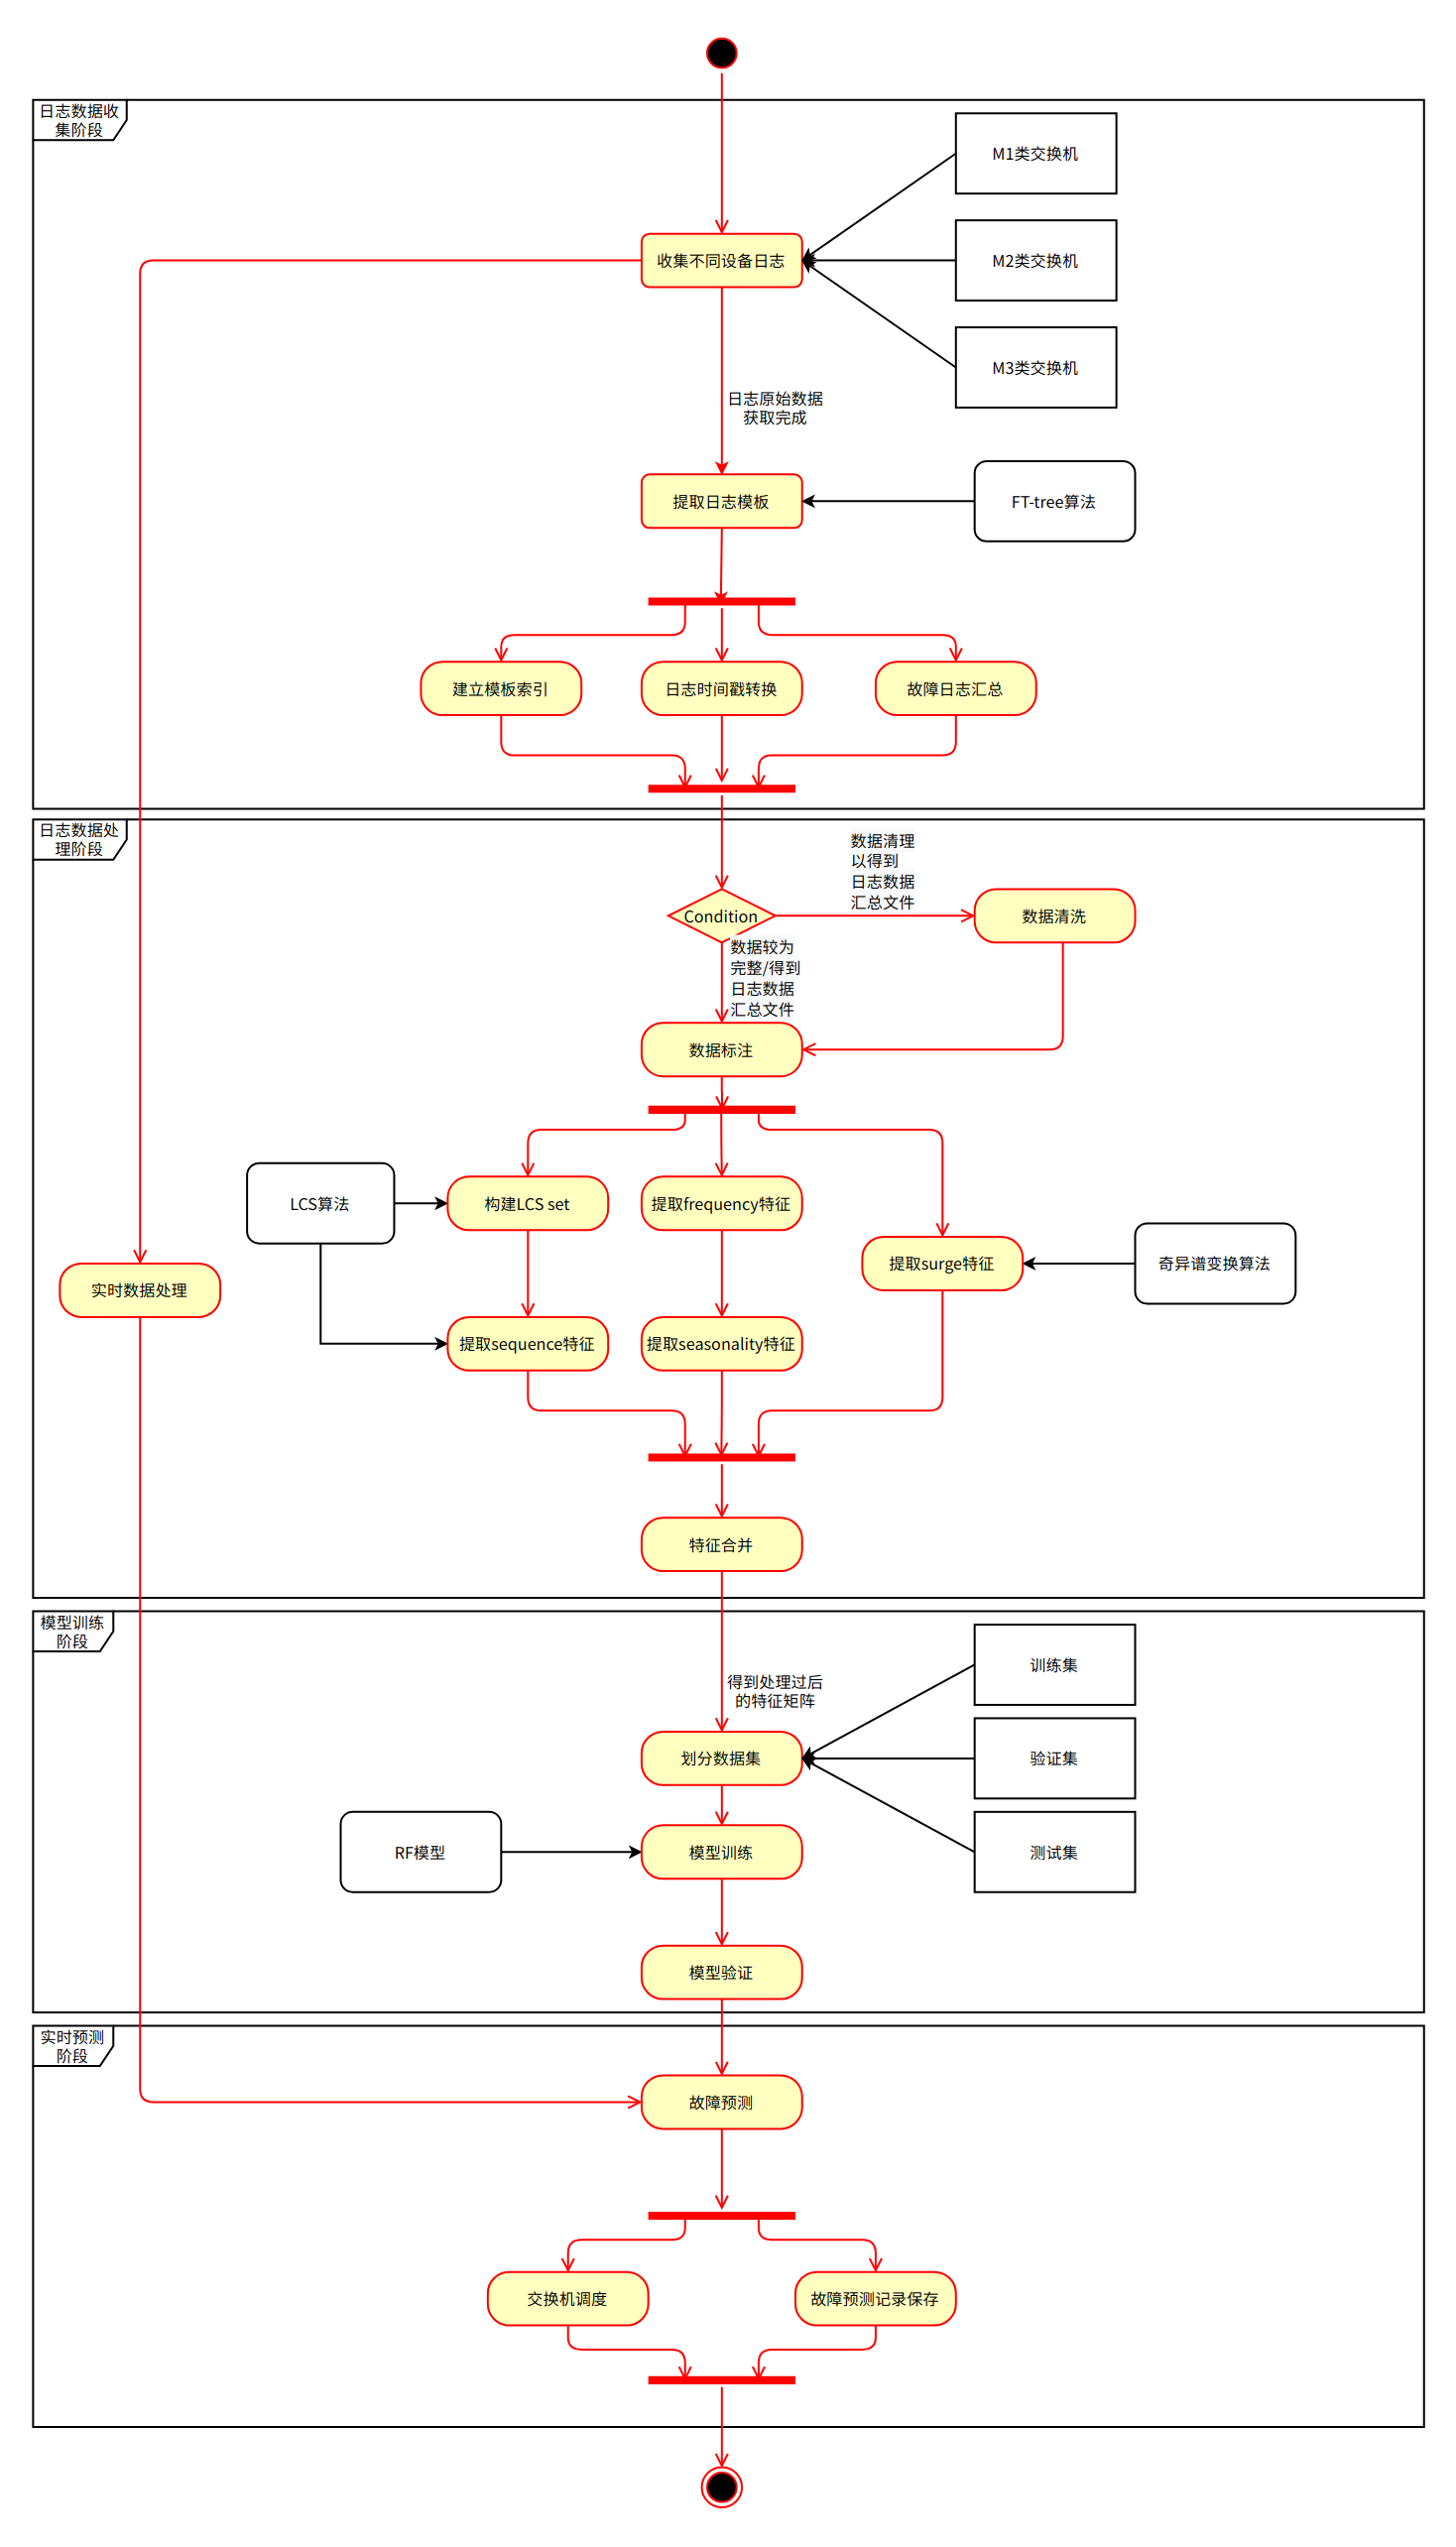 日志数据收
集阶段
M1类交换机
收集不同设备日志
M2类交换机
M3类交换机
日志原始数据
获取完成
提取日志模板
FT-tree算法
建立模板索引
日志时间戳转换
故障日志汇总
日志数据处
理阶段
数据清理
以得到
日志数据
汇总文件
Condition
数据清洗
数据较为
完整/得到
日志数据
汇总文件
数据标注
LCS算法
构建LCS set
提取frequency特征
提取surge特征
奇异谱变换算法
实时数据处理
提取sequence特征
提取seasonality特征
特征合并
模型训练
阶段
训练集
得到处理过后
的特征矩阵
划分数据集
验证集
RF模型
模型训练
测试集
模型验证
实时预测
阶段
故障预测
交换机调度
故障预测记录保存